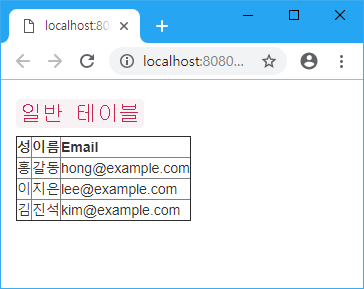 localhost:80
localhost:8080...
일반 테이블
성 이름 Email
홍 갈동 hong@example.com
이 지은 lee@example.com
김 진석 kim@example.com